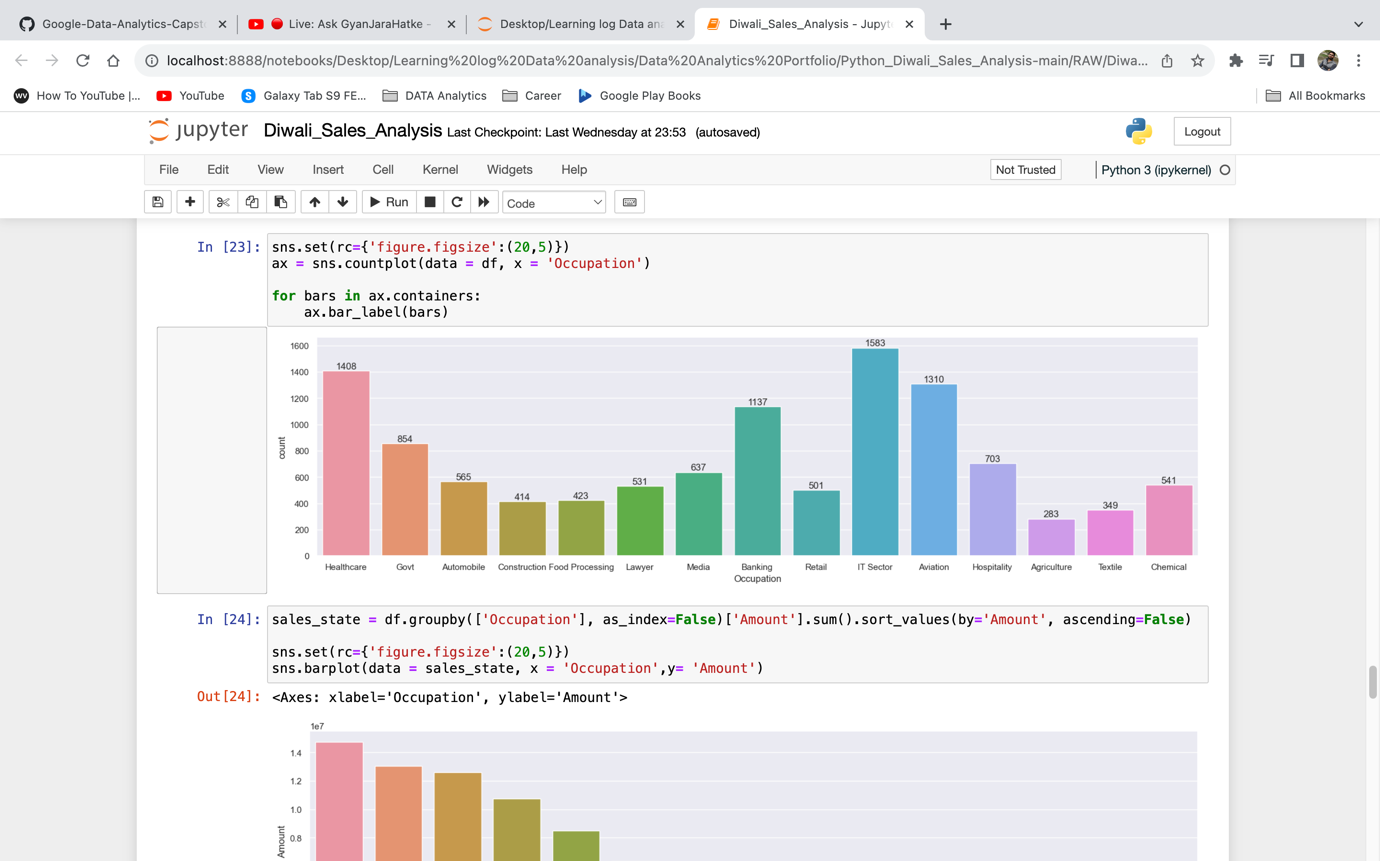 Google-Data-Analytics-Capst
Live: Ask GyanJaraHatke -
Desktop/Learning log Data ana
Diwali_Sales_Analysis - Jupyt
localhost:8888/notebooks/Desktop/Learning%20log%20Data%20analysis/Data%20Analytics%20Portfolio/Python_Diwali_Sales_Analysis-main/RAW/Diwa...
WV How To YouTube |...
YouTube
S Galaxy Tab S9 FE...
DATA Analytics
Career
Google Play Books
All Bookmarks
jupyter Diwali_Sales_Analysis Last Checkpoint: Last Wednesday at 23:53 (autosaved)
Logout
File Edit View Insert Cell Kernel Widgets Help
Not Trusted
Python 3 (ipykernel)
Run
Code
In [23]: sns.set(rc={'figure.figsize':(20,5)})
ax = sns.countplot(data = df, x = 'Occupation')
for bars in ax.containers:
ax.bar_label(bars)
1600
1400
1200
1000
800
600
400
200
0
count
1408
854
565
414
423
531
637
1137
501
1583
1310
703
283
349
541
Healthcare Govt Automobile Construction Food Processing Lawyer Media Banking Retail IT Sector Aviation Hospitality Agriculture Textile Chemical
Occupation
In [24]: sales_state = df.groupby(['Occupation'], as_index=False)['Amount'].sum().sort_values(by='Amount', ascending=False)
sns.set(rc={'figure.figsize':(20,5)})
sns.barplot(data = sales_state, x = 'Occupation',y= 'Amount')
Out[24]: <Axes: xlabel='Occupation', ylabel='Amount'>
1e7
1.4
1.2
1.0
0.8
Amount